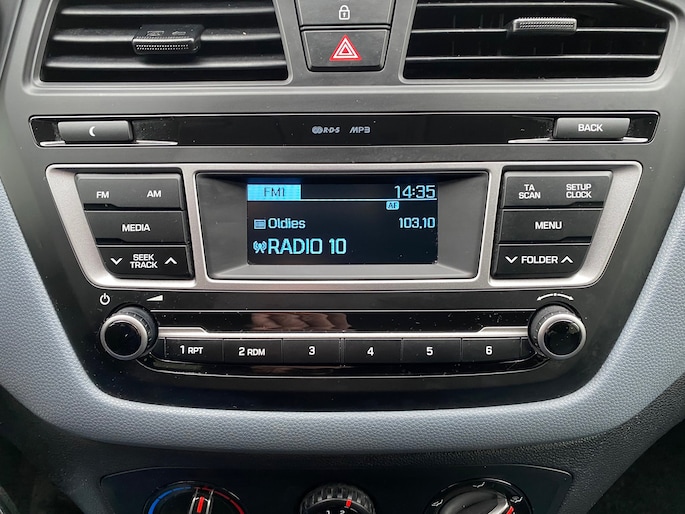 R·D·S MP3
BACK
FM AM
MEDIA
SEEK
TRACK
FM1 14:35
AF
Oldies 103,10
RADIO 10
TA
SCAN
SETUP
CLOCK
MENU
FOLDER
1 RPT 2 RDM 3 4 5 6